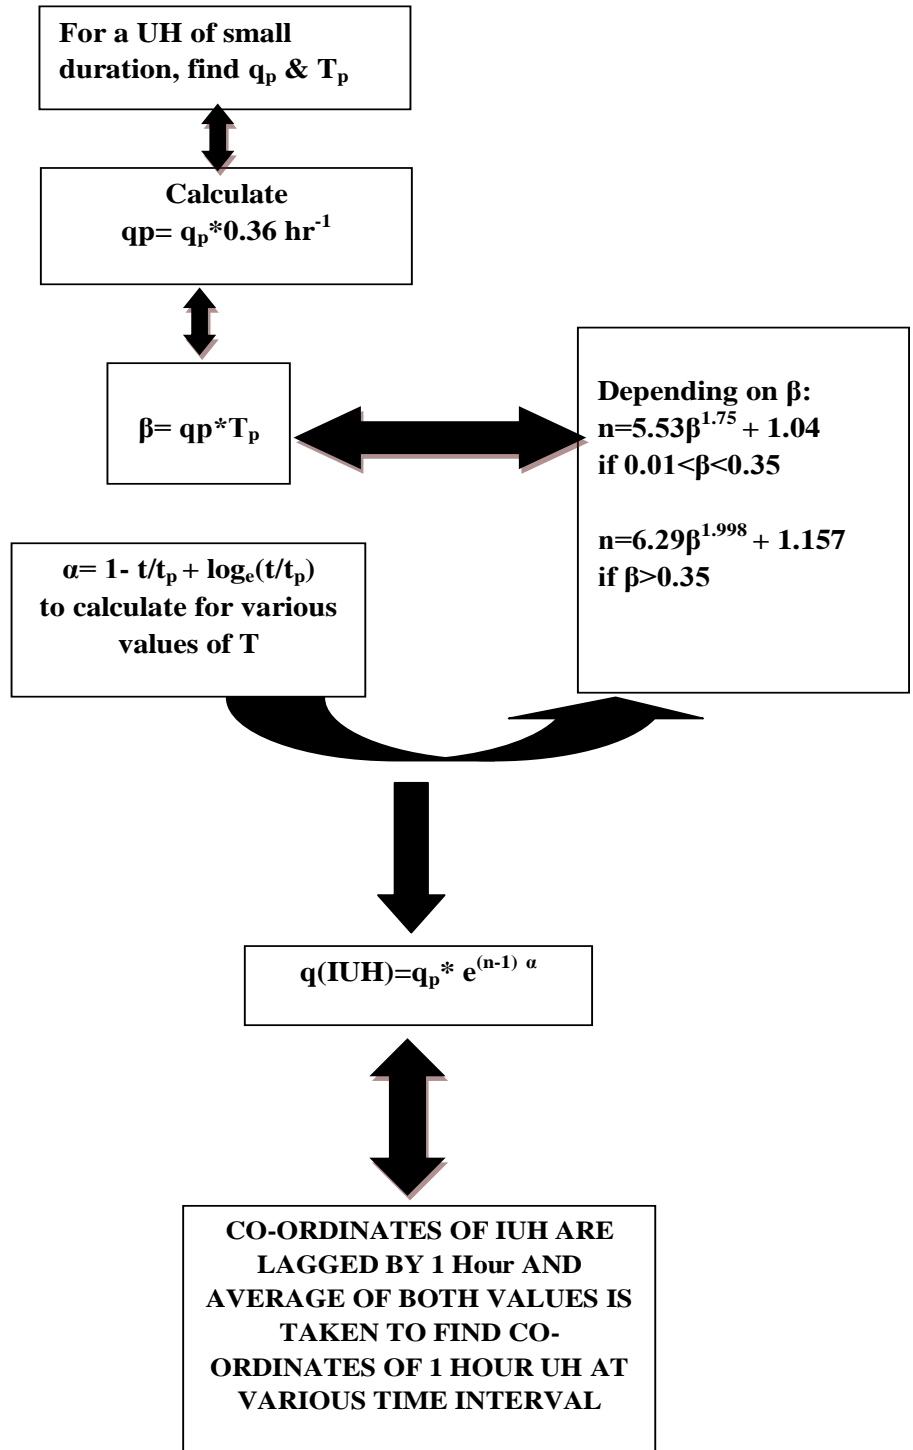 For a UH of small
duration, find qₚ & Tₚ
Calculate
qp= qₚ*0.36 hr⁻¹
β= qp*Tₚ
Depending on β:
n=5.53β¹·⁷⁵ + 1.04
if 0.01<β<0.35
n=6.29β¹·⁹⁹⁸ + 1.157
if β>0.35
α= 1- t/tₚ + logₑ(t/tₚ)
to calculate for various
values of T
q(IUH)=qₚ* e⁽ⁿ⁻¹⁾ ᵅ
CO-ORDINATES OF IUH ARE
LAGGED BY 1 Hour AND
AVERAGE OF BOTH VALUES IS
TAKEN TO FIND CO-
ORDINATES OF 1 HOUR UH AT
VARIOUS TIME INTERVAL